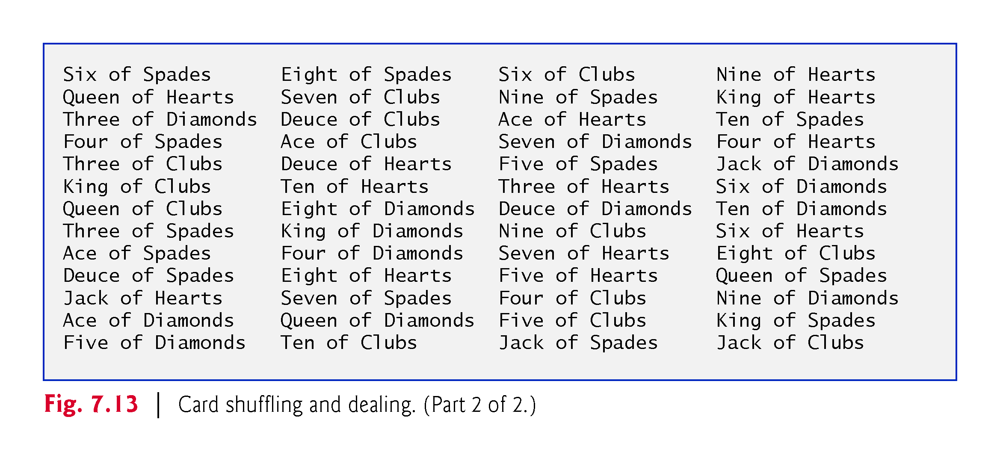 Six of Spades Eight of Spades Six of Clubs Nine of Hearts
Queen of Hearts Seven of Clubs Nine of Spades King of Hearts
Three of Diamonds Deuce of Clubs Ace of Hearts Ten of Spades
Four of Spades Ace of Clubs Seven of Diamonds Four of Hearts
Three of Clubs Deuce of Hearts Five of Spades Jack of Diamonds
King of Clubs Ten of Hearts Three of Hearts Six of Diamonds
Queen of Clubs Eight of Diamonds Deuce of Diamonds Ten of Diamonds
Three of Spades King of Diamonds Nine of Clubs Six of Hearts
Ace of Spades Four of Diamonds Seven of Hearts Eight of Clubs
Deuce of Spades Eight of Hearts Five of Hearts Queen of Spades
Jack of Hearts Seven of Spades Four of Clubs Nine of Diamonds
Ace of Diamonds Queen of Diamonds Five of Clubs King of Spades
Five of Diamonds Ten of Clubs Jack of Spades Jack of Clubs
Fig. 7.13 | Card shuffling and dealing. (Part 2 of 2.)